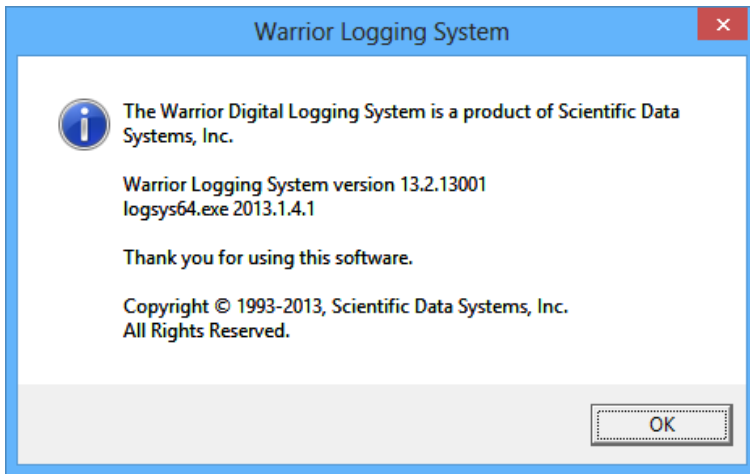 Warrior Logging System
The Warrior Digital Logging System is a product of Scientific Data
Systems, Inc.
Warrior Logging System version 13.2.13001
logsys64.exe 2013.1.4.1
Thank you for using this software.
Copyright © 1993-2013, Scientific Data Systems, Inc.
All Rights Reserved.
OK